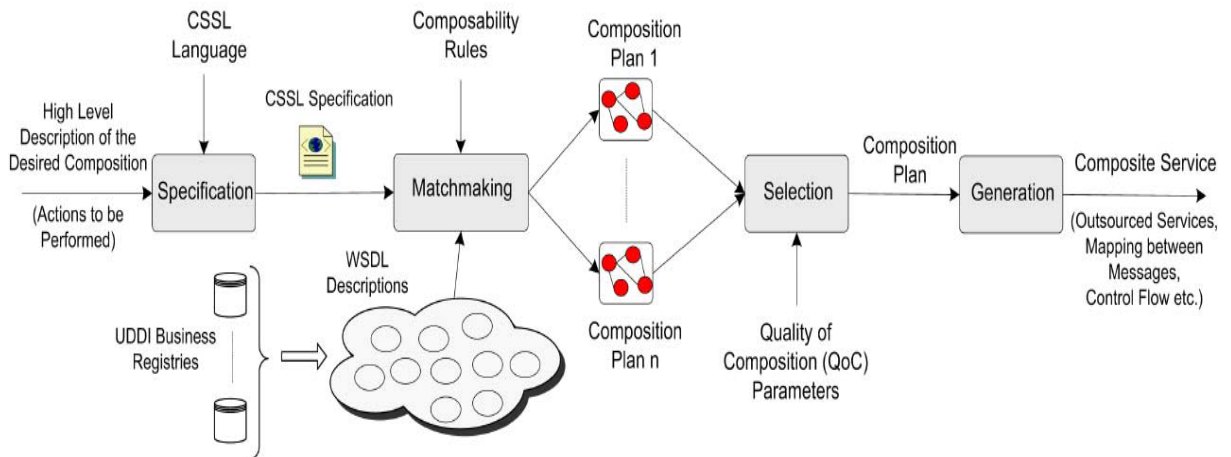 CSSL
Language
Composability
Rules
Composition
Plan 1
High Level
Description of the
Desired Composition
(Actions to be
Performed)
Specification
CSSL Specification
Matchmaking
Selection
Composition
Plan
Generation
Composite Service
(Outsourced Services,
Mapping between
Messages,
Control Flow etc.)
UDDI Business
Registries
WSDL
Descriptions
Composition
Plan n
Quality of
Composition (QoC)
Parameters